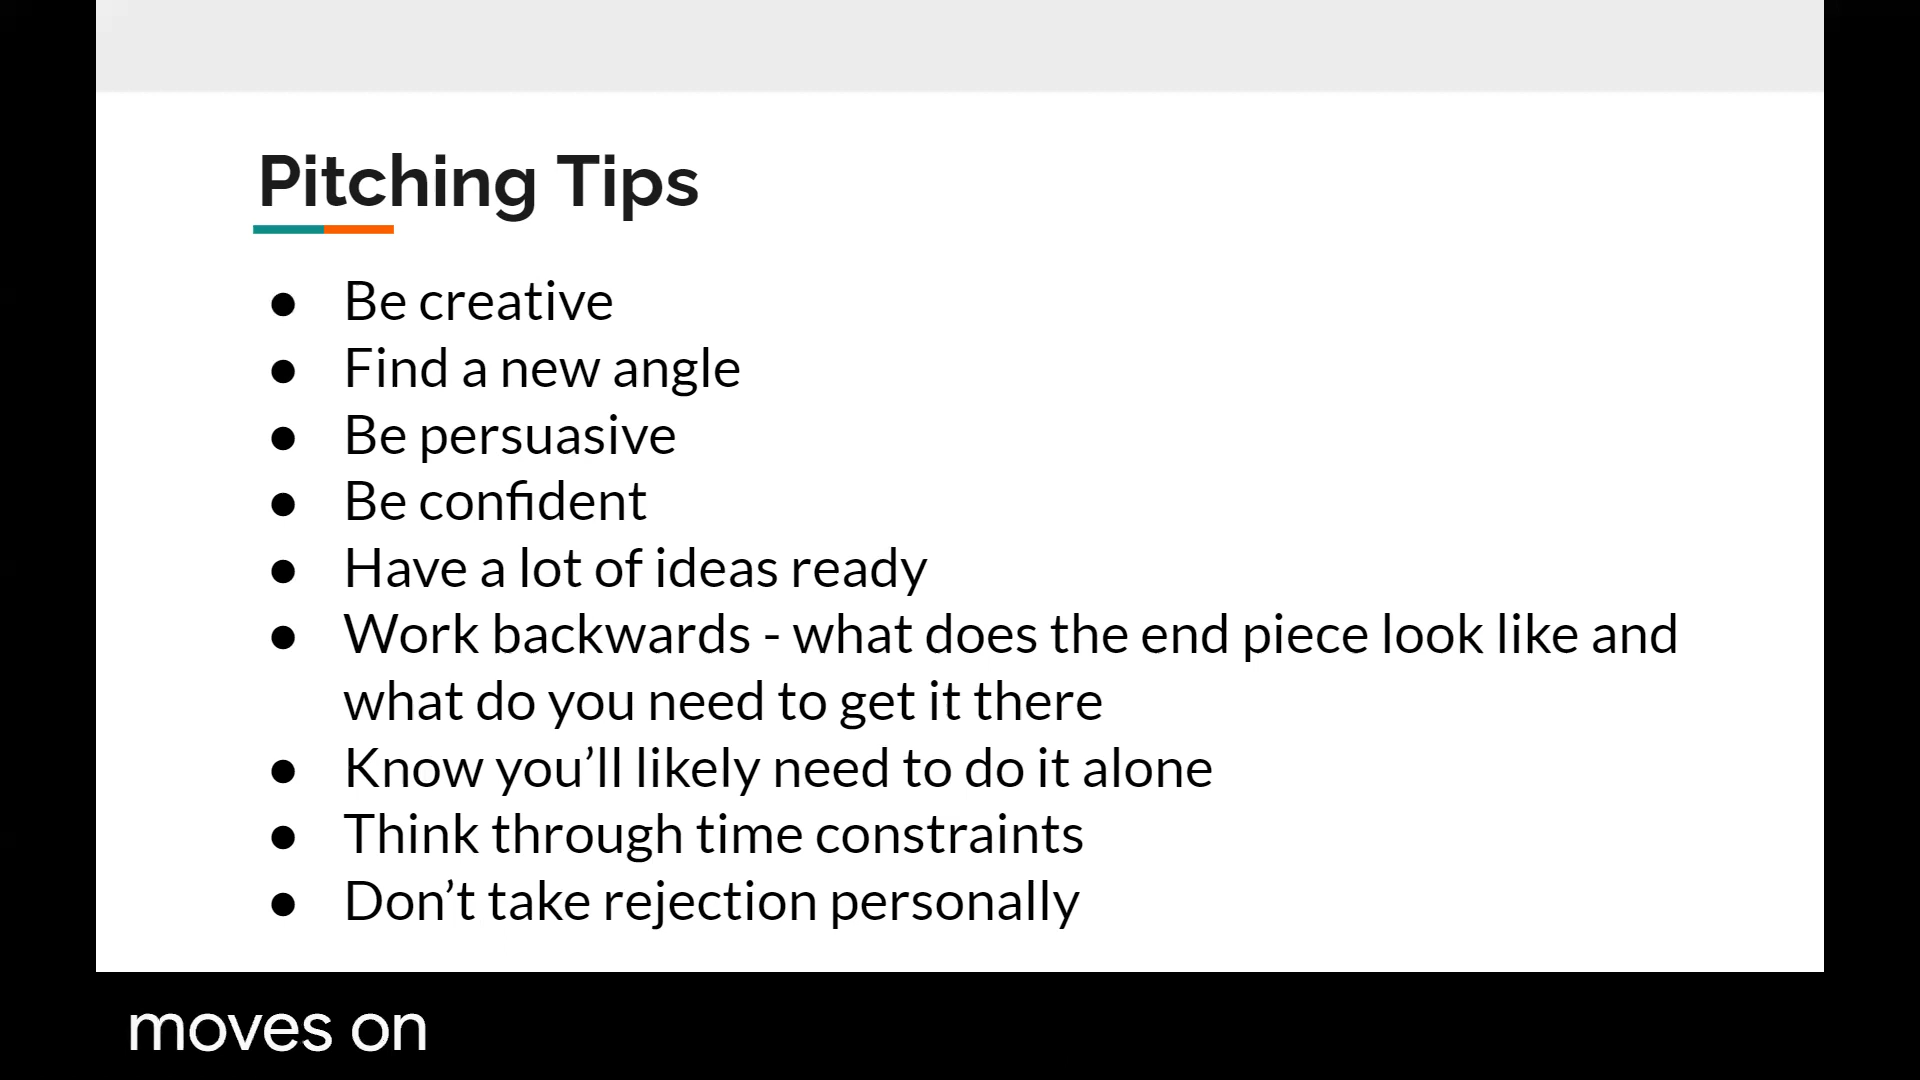 Pitching Tips
● Be creative
● Find a new angle
● Be persuasive
● Be confident
● Have a lot of ideas ready
● Work backwards - what does the end piece look like and
what do you need to get it there
● Know you’ll likely need to do it alone
● Think through time constraints
● Don’t take rejection personally
moves on